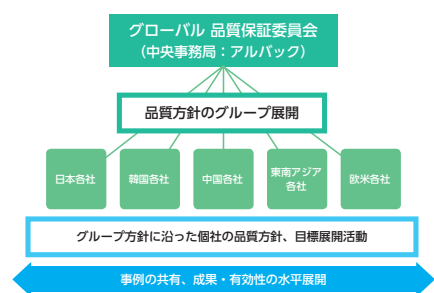 グローバル 品質保証委員会
（中央事務局：アルバック）
品質方針のグループ展開
日本各社
韓国各社
中国各社
東南アジア
各社
欧米各社
グループ方針に沿った個社の品質方針、目標展開活動
事例の共有、成果・有効性の水平展開